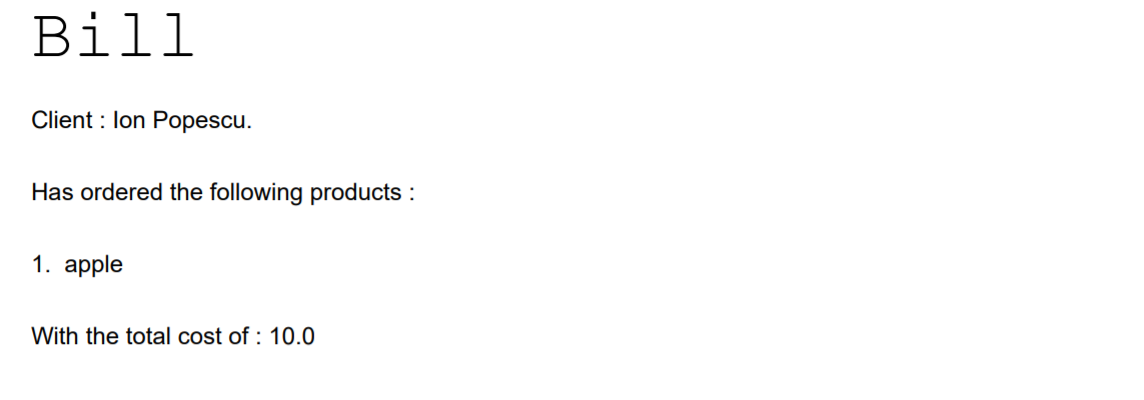 Bill
Client : Ion Popescu.
Has ordered the following products :
1. apple
With the total cost of : 10.0